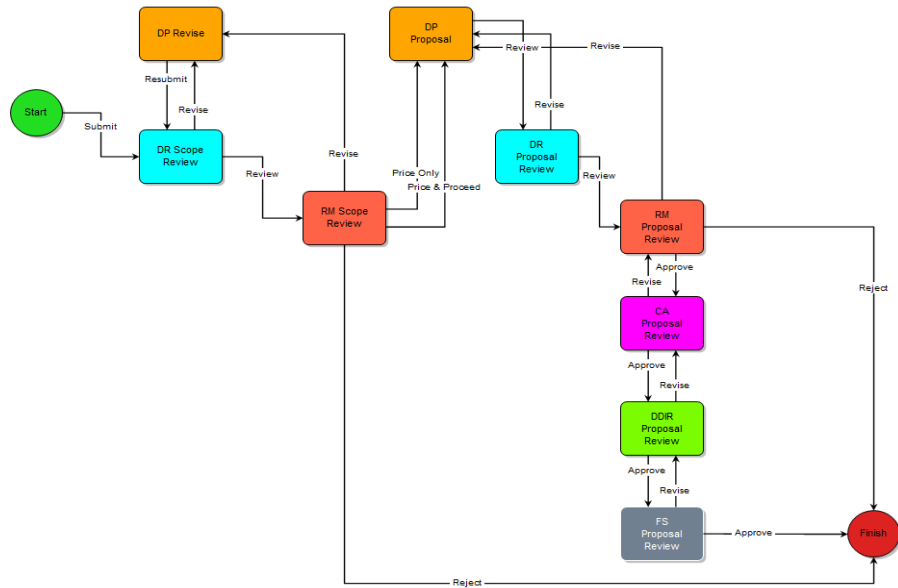 DP Revise
DP
Proposal
Review
Revise
Resubmit
Revise
Start
Submit
DR Scope
Review
DR
Proposal
Review
Revise
Review
Revise
Price Only
Price & Proceed
Review
RM Scope
Review
RM
Proposal
Review
Approve
Revise
Reject
CA
Proposal
Review
Approve
Revise
DDIR
Proposal
Review
Approve
Revise
FS
Proposal
Review
Approve
Finish
Reject